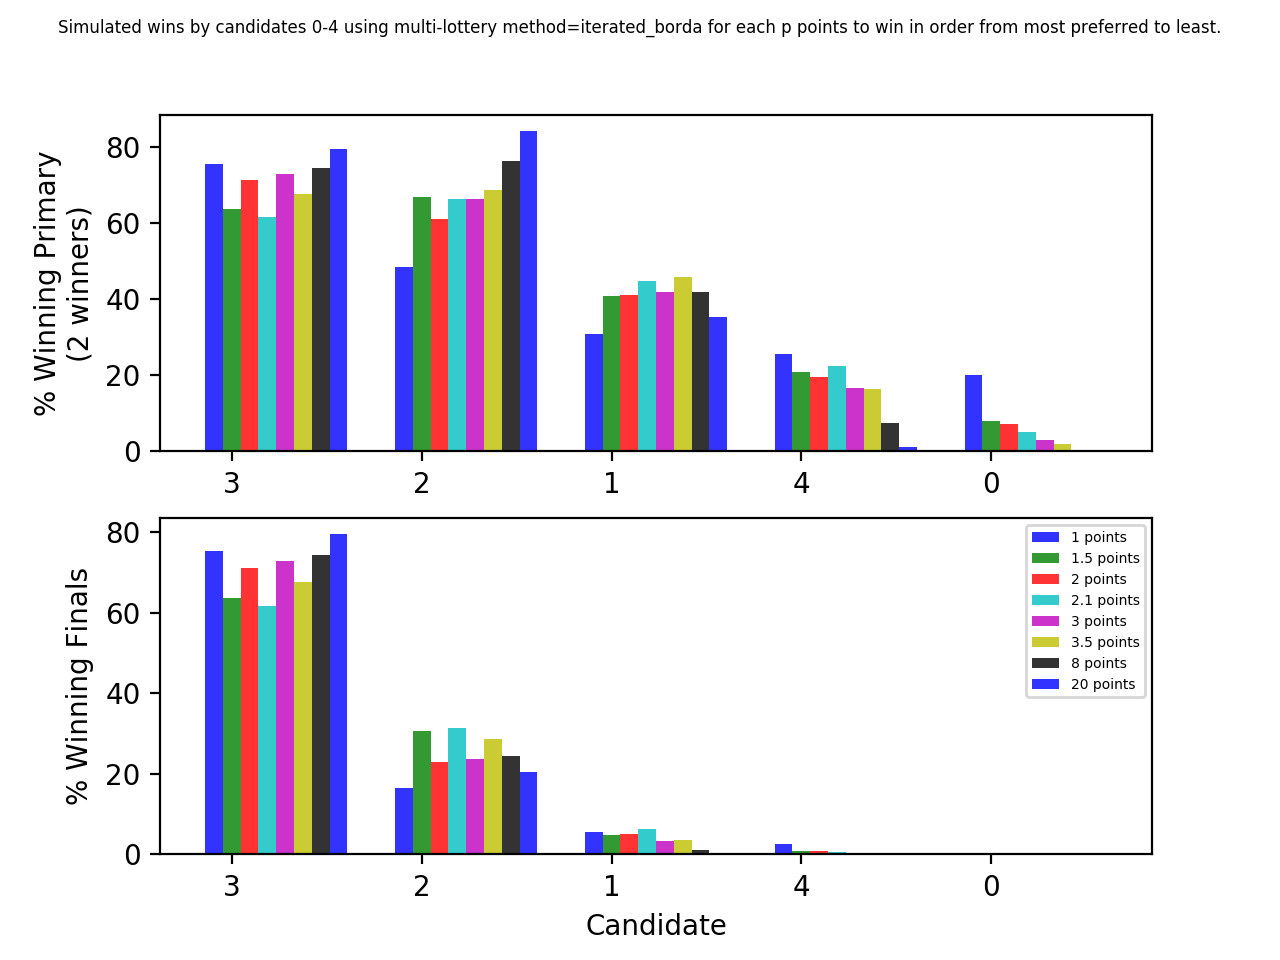 Simulated wins by candidates 0-4 using multi-lottery method=iterated_borda for each p points to win in order from most preferred to least.
% Winning Primary
(2 winners)
80
60
40
20
0
3 2 1 4 0
% Winning Finals
80
60
40
20
0
1 points
1.5 points
2 points
2.1 points
3 points
3.5 points
8 points
20 points
3 2 1 4 0
Candidate